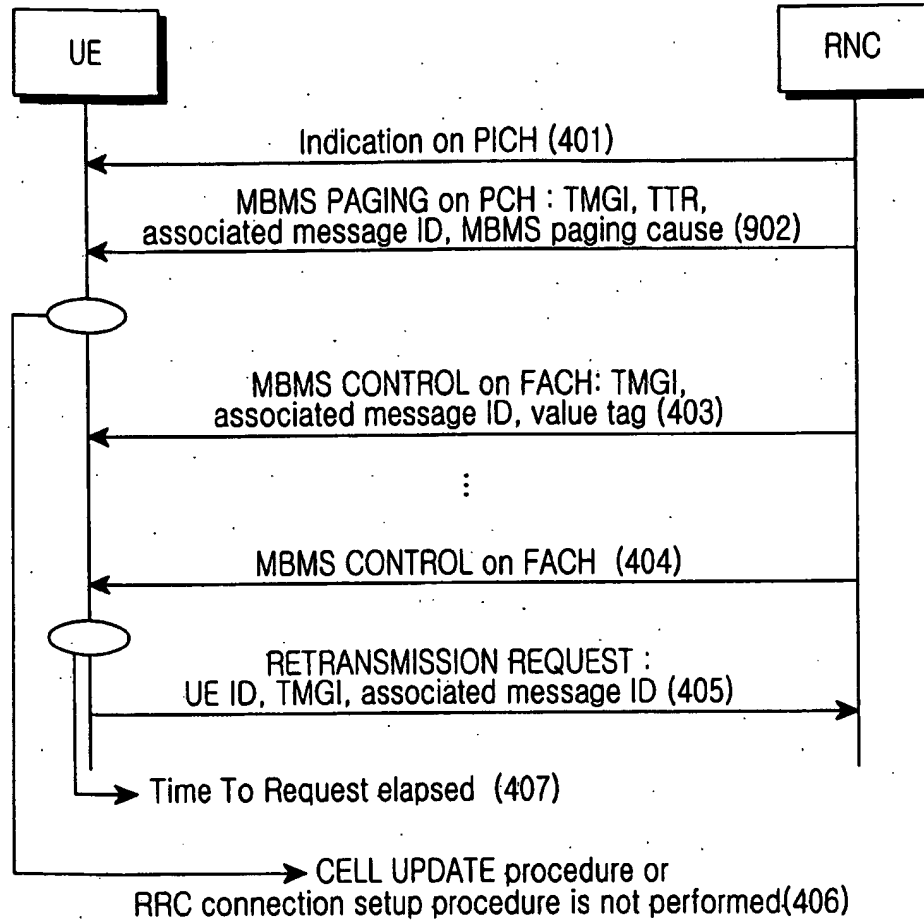 UE
RNC
Indication on PICH (401)
MBMS PAGING on PCH : TMGI, TTR,
associated message ID, MBMS paging cause (902)
MBMS CONTROL on FACH: TMGI,
associated message ID, value tag (403)
⋮
MBMS CONTROL on FACH (404)
RETRANSMISSION REQUEST :
UE ID, TMGI, associated message ID (405)
Time To Request elapsed (407)
CELL UPDATE procedure or
RRC connection setup procedure is not performed(406)